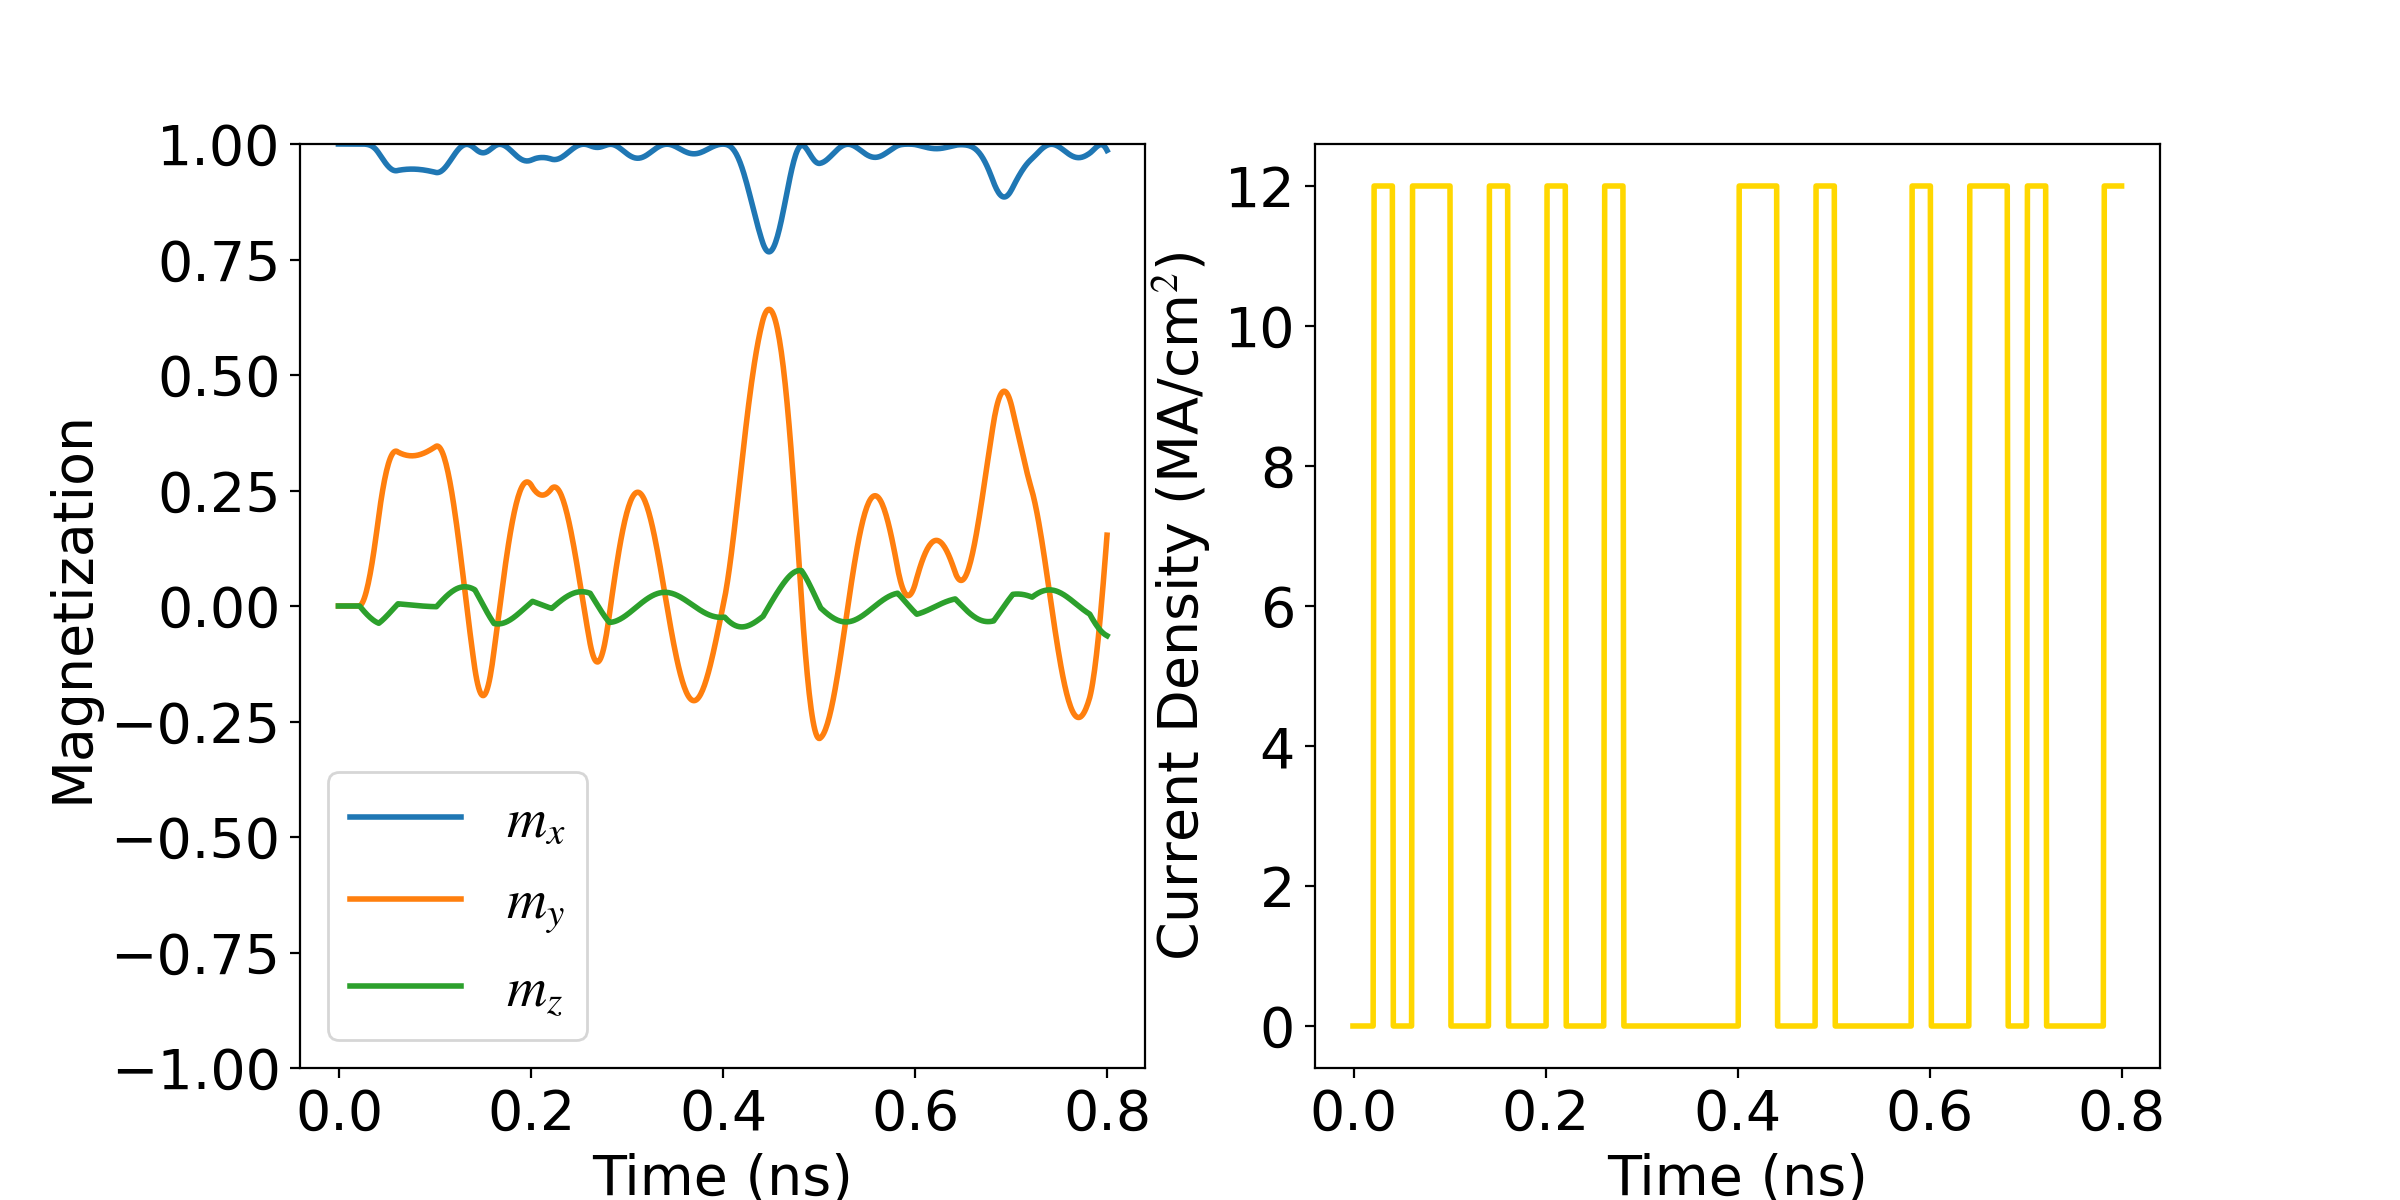 1.00
0.75
0.50
0.25
0.00
−0.25
−0.50
−0.75
−1.00
Magnetization
m_x
m_y
m_z
0.0 0.2 0.4 0.6 0.8
Time (ns)
12
10
8
6
4
2
0
Current Density (MA/cm²)
0.0 0.2 0.4 0.6 0.8
Time (ns)